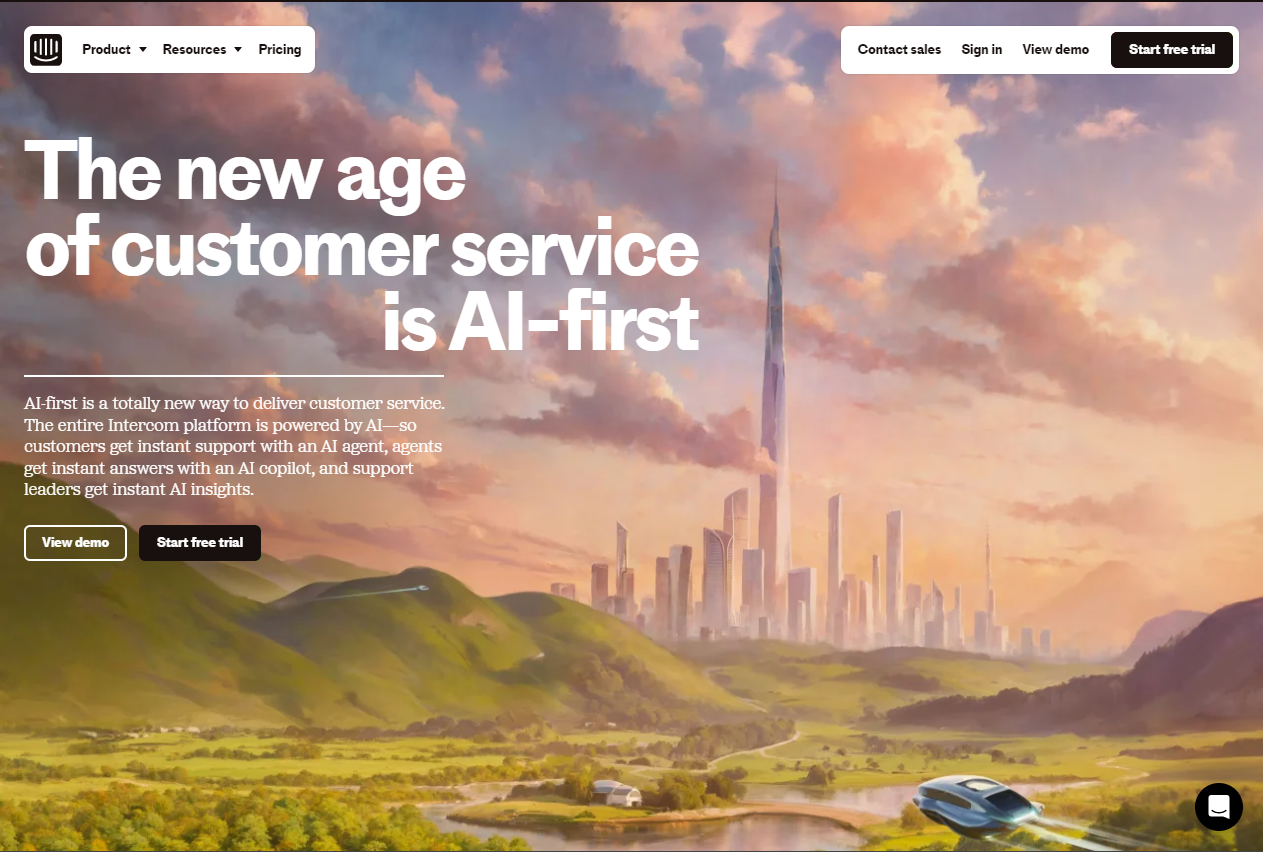 Product
Resources
Pricing
Contact sales
Sign in
View demo
Start free trial
The new age
of customer service
is AI-first
AI-first is a totally new way to deliver customer service.
The entire Intercom platform is powered by AI—so
customers get instant support with an AI agent, agents
get instant answers with an AI copilot, and support
leaders get instant AI insights.
View demo
Start free trial